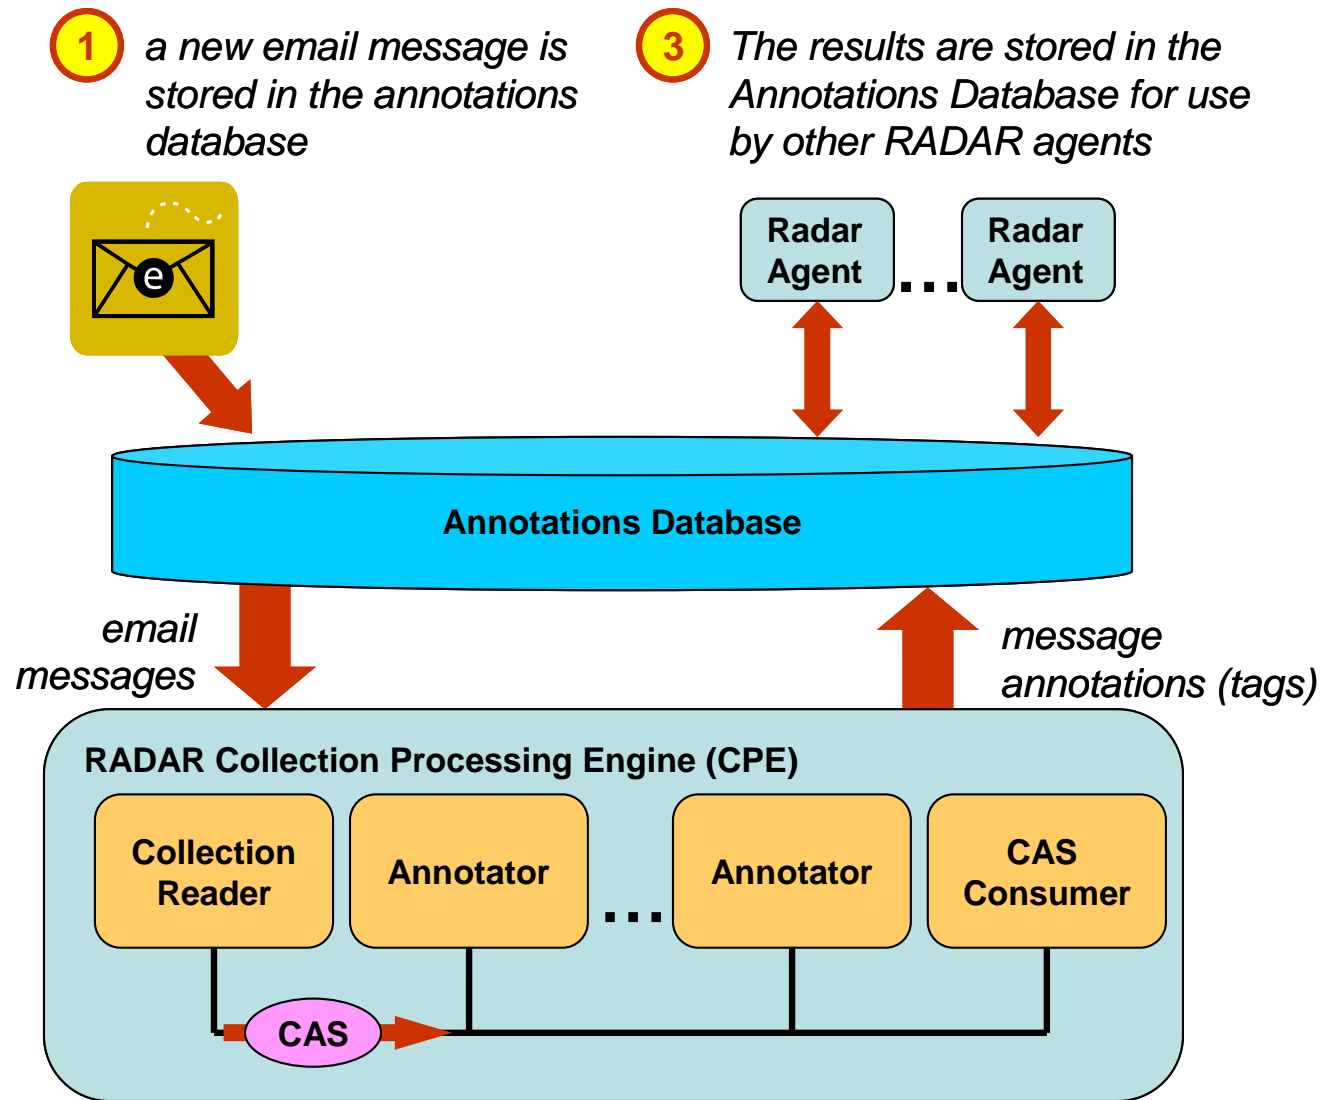 1
a new email message is
stored in the annotations
database
3
The results are stored in the
Annotations Database for use
by other RADAR agents
e
Radar
Agent
...
Radar
Agent
Annotations Database
email
messages
message
annotations (tags)
RADAR Collection Processing Engine (CPE)
Collection
Reader
Annotator
...
Annotator
CAS
Consumer
CAS